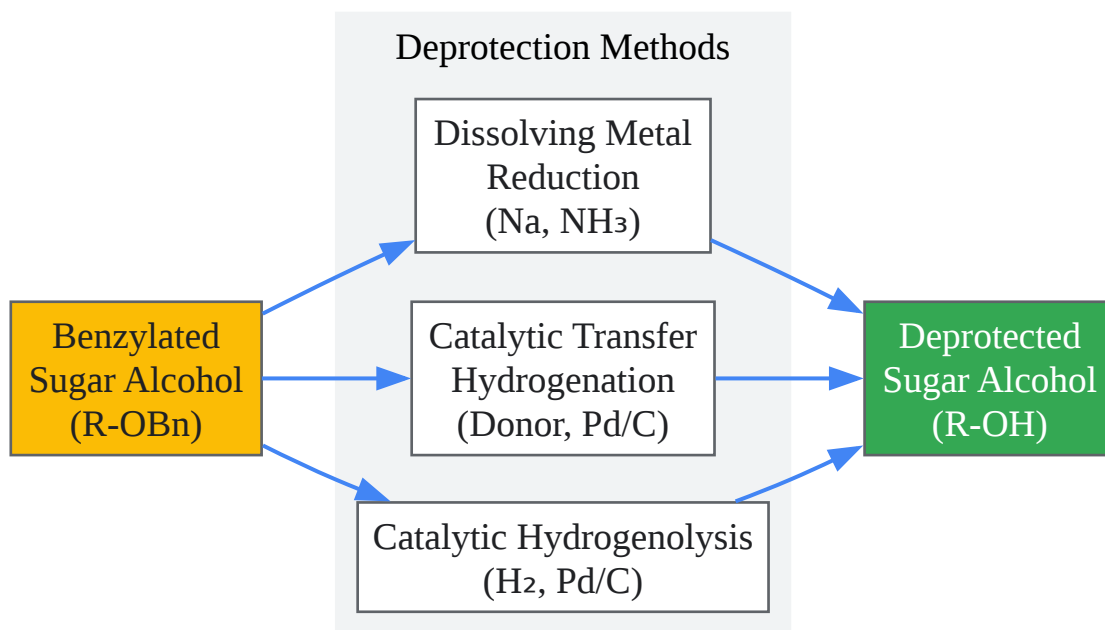 Deprotection Methods
Dissolving Metal
Reduction
(Na, NH₃)
Benzylated
Sugar Alcohol
(R-OBn)
Catalytic Transfer
Hydrogenation
(Donor, Pd/C)
Deprotected
Sugar Alcohol
(R-OH)
Catalytic Hydrogenolysis
(H₂, Pd/C)